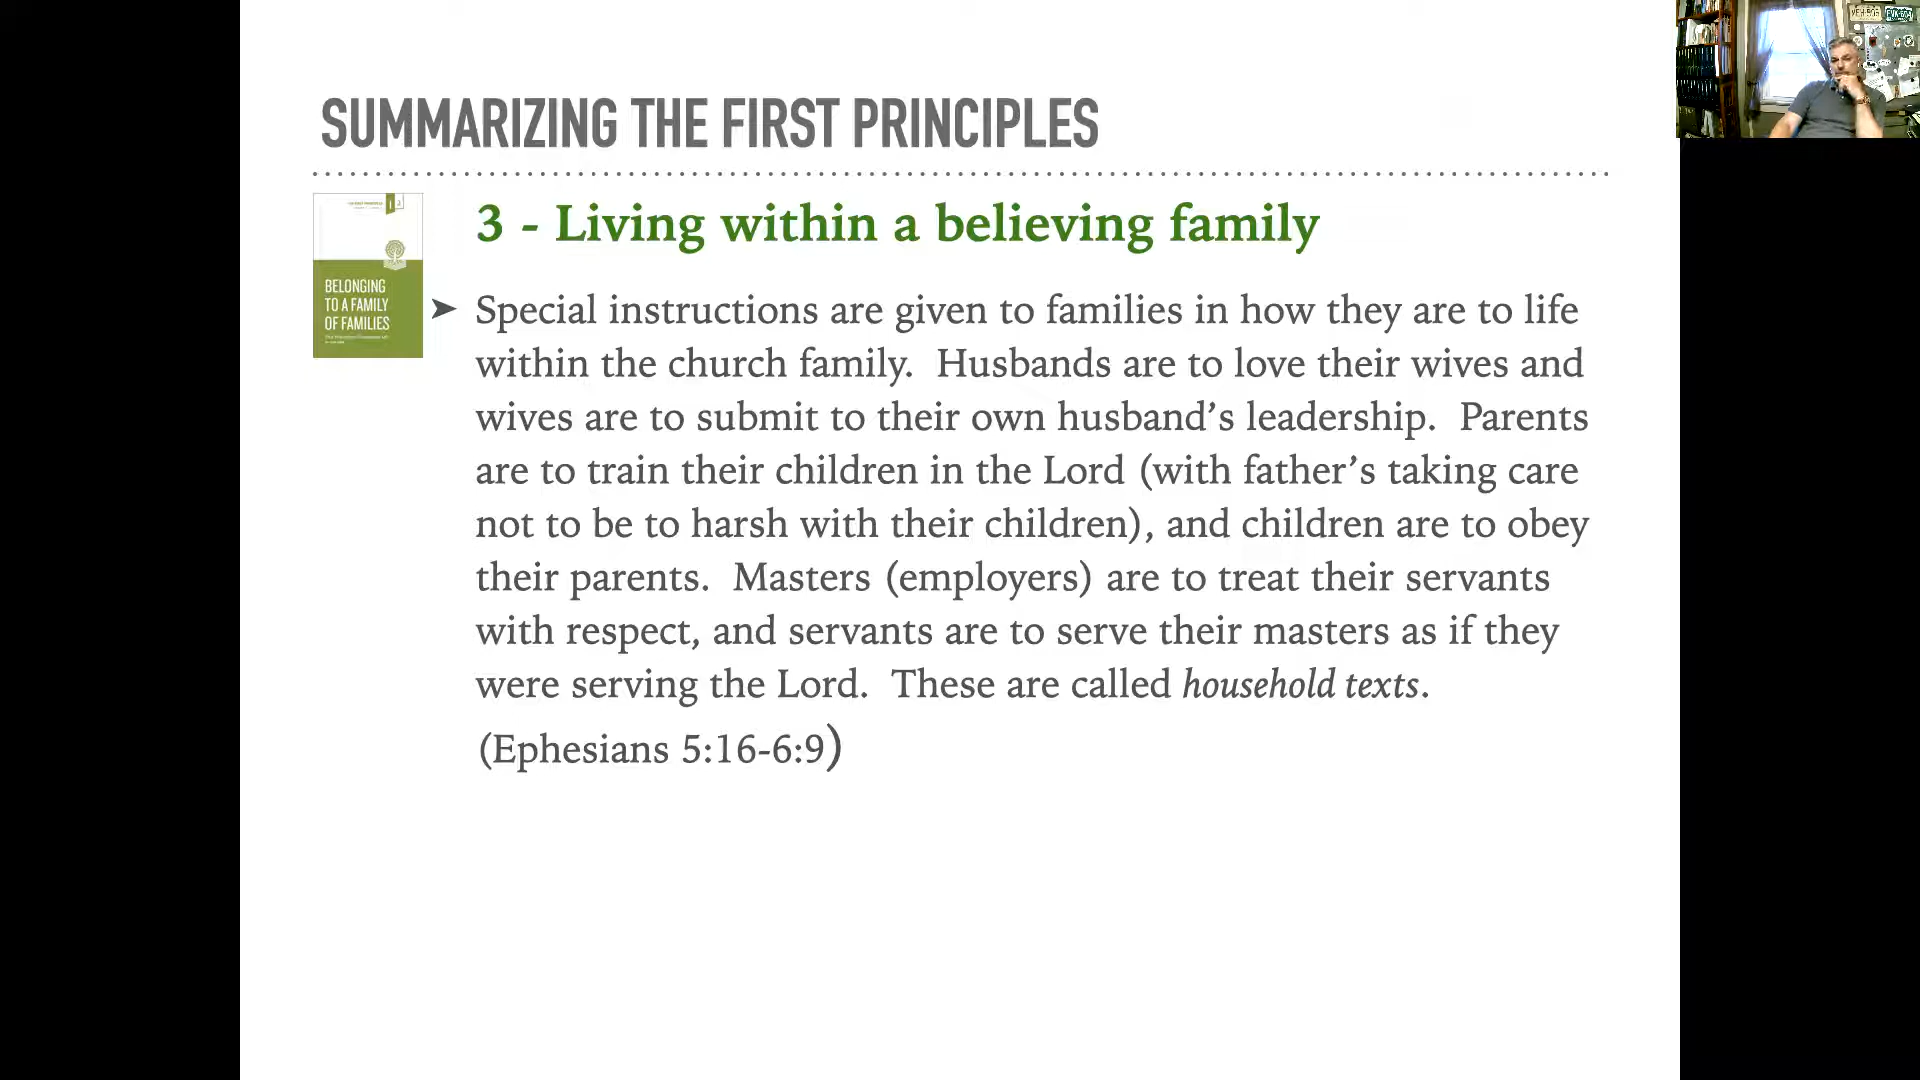 SUMMARIZING THE FIRST PRINCIPLES
3 - Living within a believing family
BELONGING
TO A FAMILY
OF FAMILIES
➤ Special instructions are given to families in how they are to life
within the church family.  Husbands are to love their wives and
wives are to submit to their own husband’s leadership.  Parents
are to train their children in the Lord (with father’s taking care
not to be to harsh with their children), and children are to obey
their parents.  Masters (employers) are to treat their servants
with respect, and servants are to serve their masters as if they
were serving the Lord.  These are called household texts.
(Ephesians 5:16-6:9)